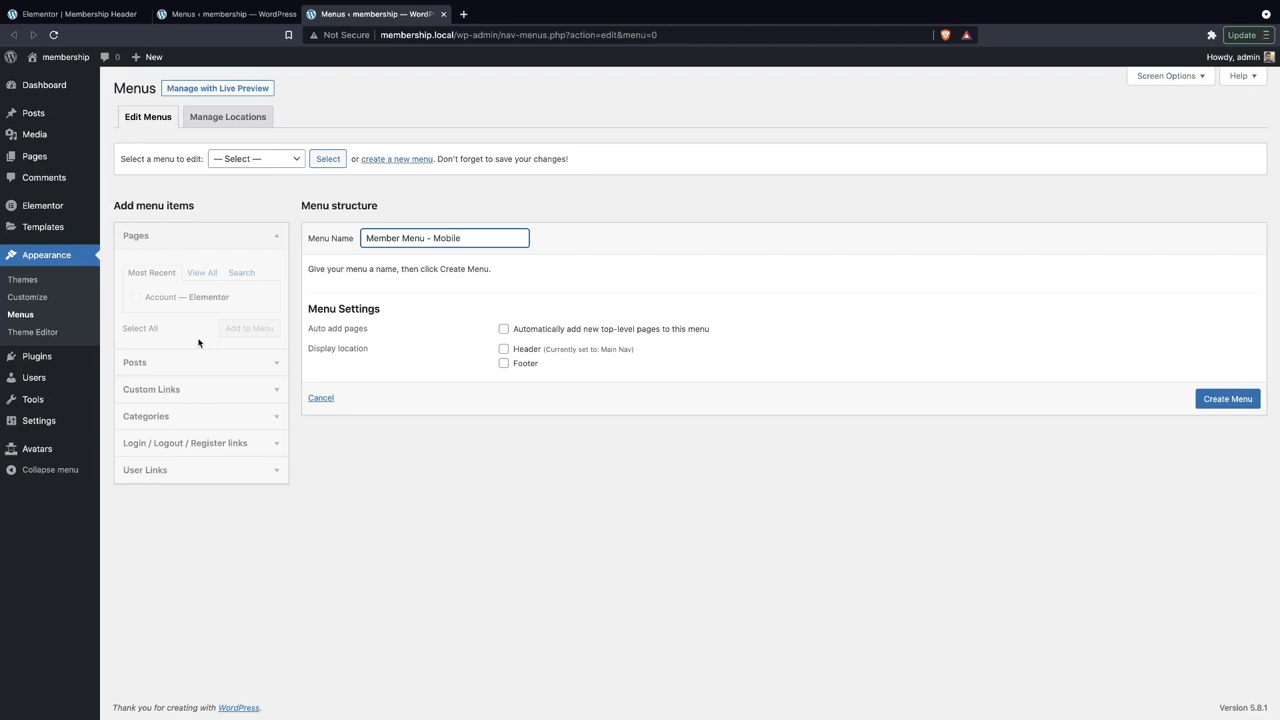 Elementor | Membership Header
Menus ‹ membership — WordPress
Menus ‹ membership — WordP
Not Secure membership.local/wp-admin/nav-menus.php?action=edit&menu=0
Update
membership 0 New
Howdy, admin
Dashboard
Posts
Media
Pages
Comments
Elementor
Templates
Appearance
Themes
Customize
Menus
Theme Editor
Plugins
Users
Tools
Settings
Avatars
Collapse menu
Screen Options
Help
Menus
Manage with Live Preview
Edit Menus
Manage Locations
Select a menu to edit: — Select — Select or create a new menu. Don't forget to save your changes!
Add menu items
Pages
Most Recent View All Search
Account — Elementor
Select All Add to Menu
Posts
Custom Links
Categories
Login / Logout / Register links
User Links
Menu structure
Menu Name Member Menu - Mobile
Give your menu a name, then click Create Menu.
Menu Settings
Auto add pages Automatically add new top-level pages to this menu
Display location Header (Currently set to: Main Nav)
Footer
Cancel
Create Menu
Thank you for creating with WordPress.
Version 5.8.1